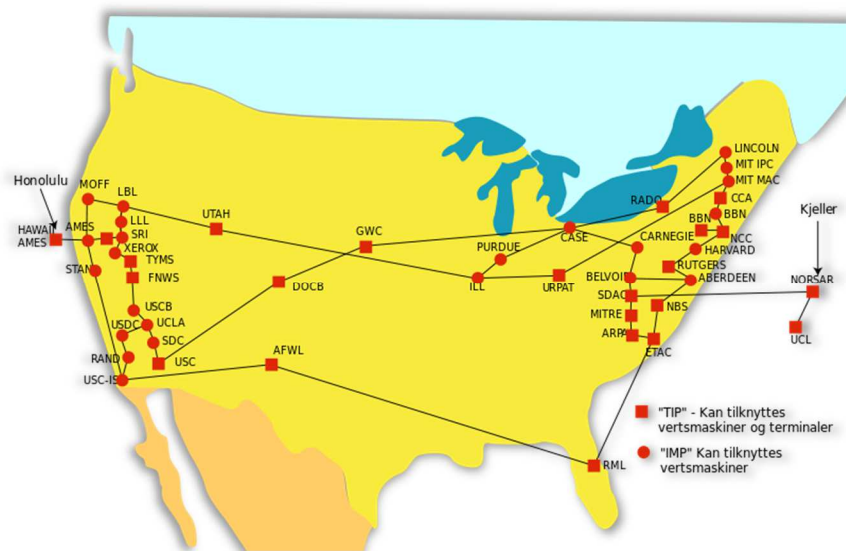 LINCOLN
MIT IPC
MIT MAC
Honolulu
MOFF
LBL
CCA
RADC
Kjeller
LLL
UTAH
BBN
BBN
HAWAII
AMES
AMES
SRI
GWC
CASE
CARNEGIE
NCC
XEROX
PURDUE
HARVARD
TYMS
STAN
RUTGERS
FNWS
DOCB
ILL
URPAT
BELVOIR
ABERDEEN
NORSAR
SDAC
USCB
NBS
USDC
UCLA
MITRE
SDC
ARPA
UCL
RAND
USC
AFWL
ETAC
USC-IS
"TIP" - Kan tilknyttes
vertsmaskiner og terminaler
"IMP" Kan tilknyttes
vertsmaskiner
RML